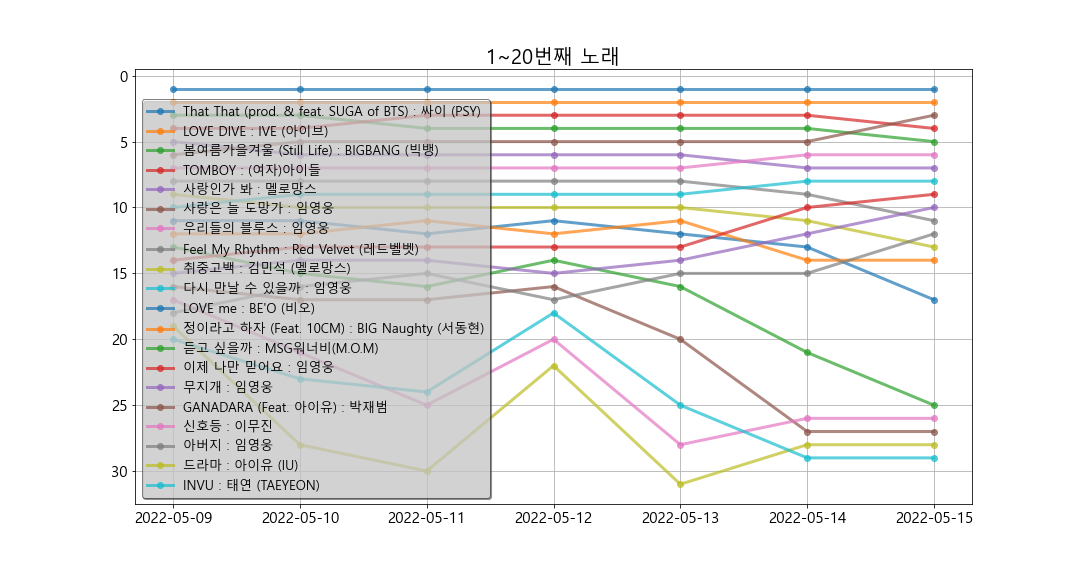 1~20번째 노래
0
5
10
15
20
25
30
That That (prod. & feat. SUGA of BTS) : 싸이 (PSY)
LOVE DIVE : IVE (아이브)
봄여름가을겨울 (Still Life) : BIGBANG (빅뱅)
TOMBOY : (여자)아이들
사랑인가 봐 : 멜로망스
사랑은 늘 도망가 : 임영웅
우리들의 블루스 : 임영웅
Feel My Rhythm : Red Velvet (레드벨벳)
취중고백 : 김민석 (멜로망스)
다시 만날 수 있을까 : 임영웅
LOVE me : BE'O (비오)
정이라고 하자 (Feat. 10CM) : BIG Naughty (서동현)
듣고 싶을까 : MSG워너비(M.O.M)
이제 나만 믿어요 : 임영웅
무지개 : 임영웅
GANADARA (Feat. 아이유) : 박재범
신호등 : 이무진
아버지 : 임영웅
드라마 : 아이유 (IU)
INVU : 태연 (TAEYEON)
2022-05-09 2022-05-10 2022-05-11 2022-05-12 2022-05-13 2022-05-14 2022-05-15